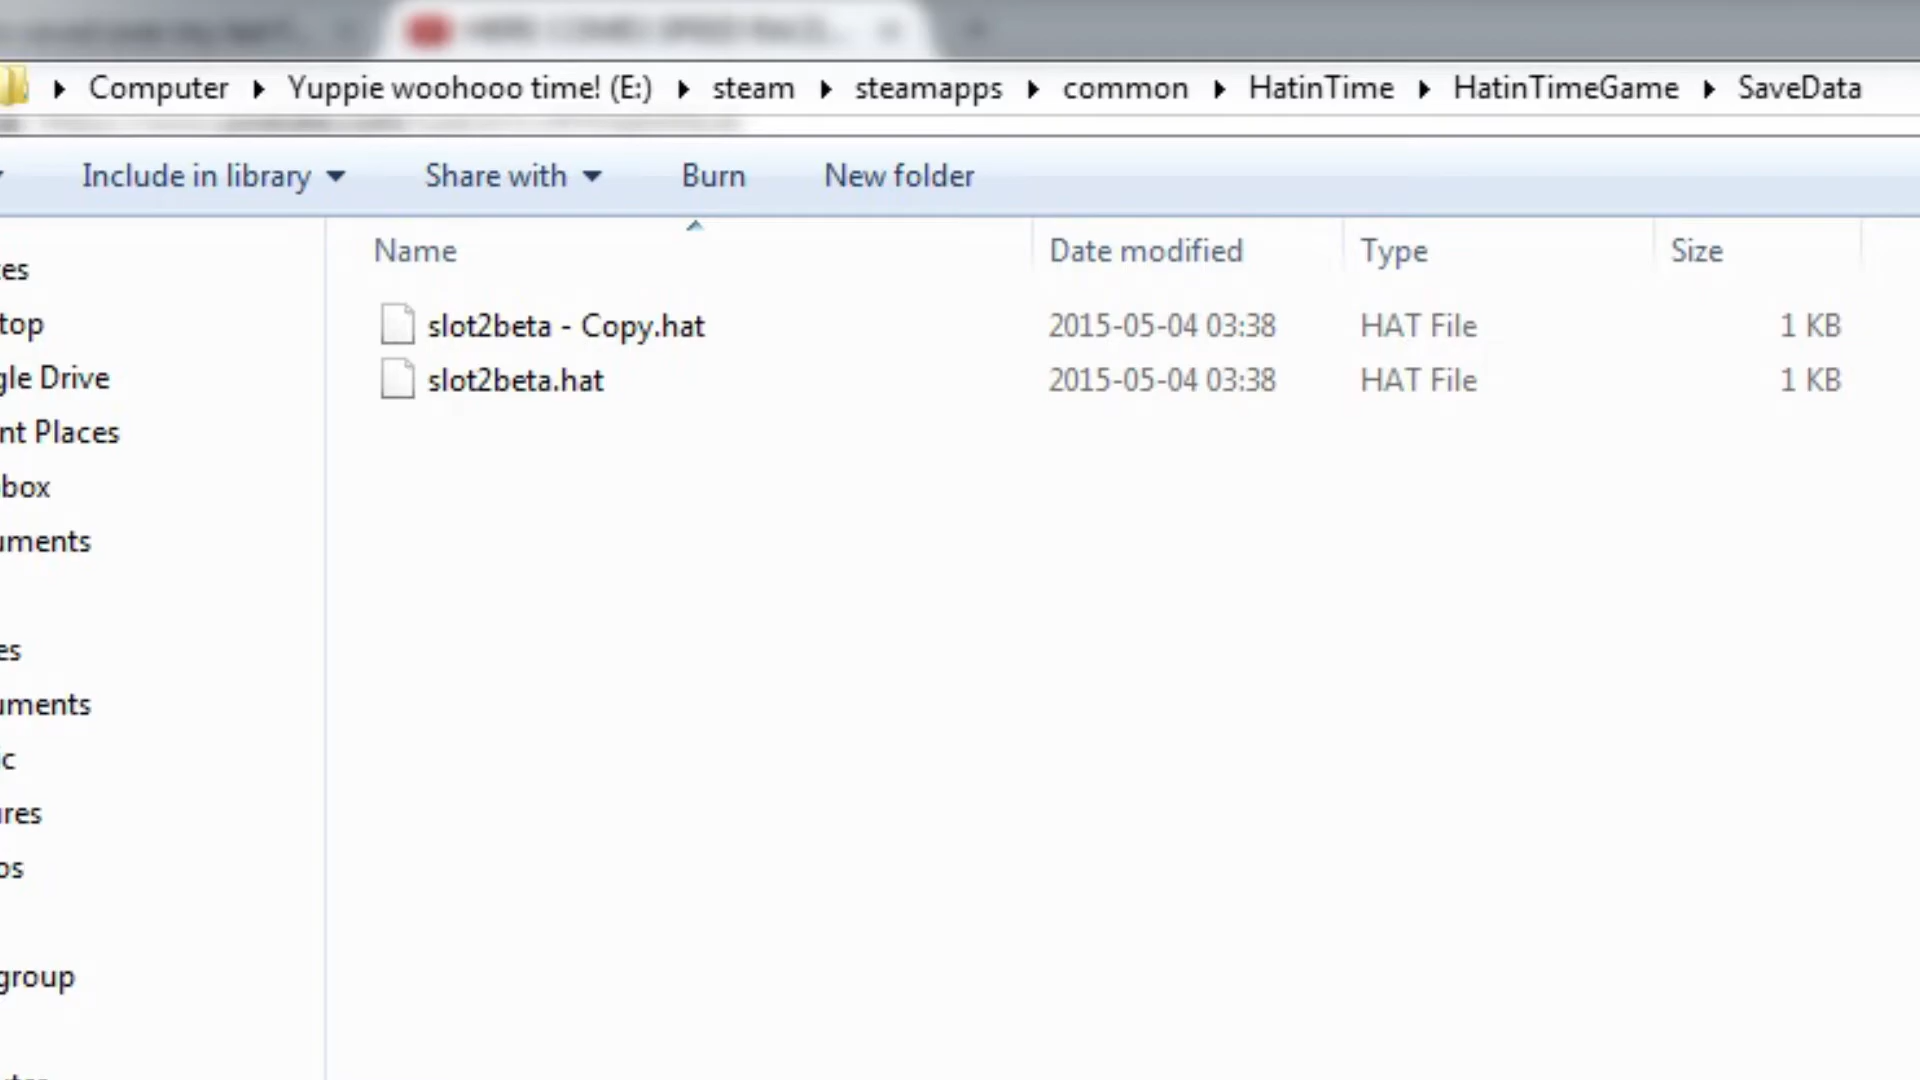 Computer Yuppie woohooo time! (E:) steam steamapps common HatinTime HatinTimeGame SaveData
Include in library Share with Burn New folder
Name Date modified Type Size
slot2beta - Copy.hat 2015-05-04 03:38 HAT File 1 KB
slot2beta.hat 2015-05-04 03:38 HAT File 1 KB
es
top
gle Drive
nt Places
box
uments
es
uments
ic
ures
os
group